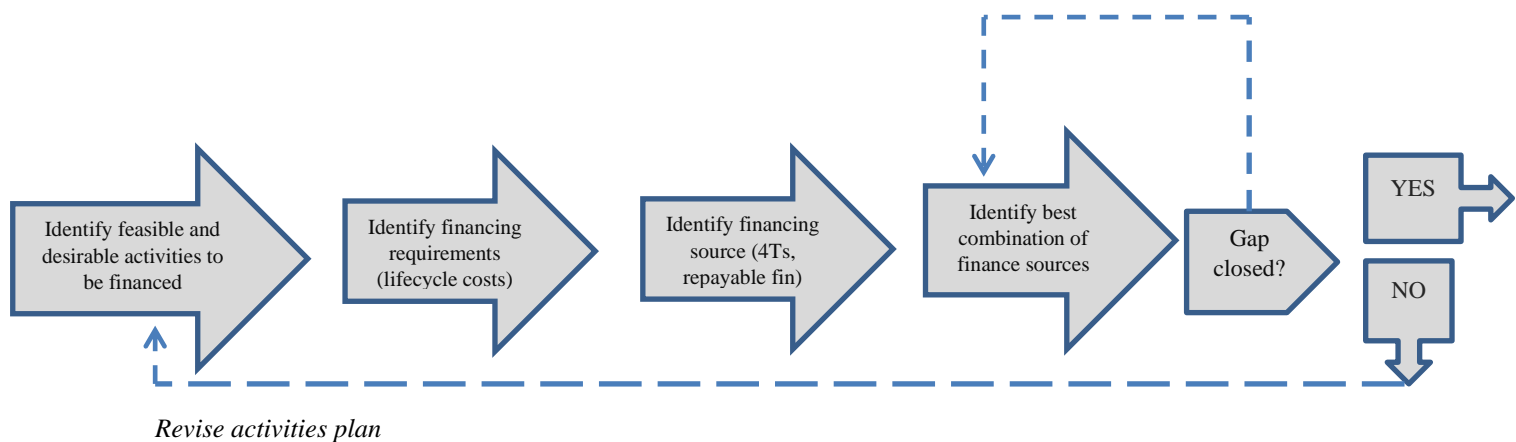 Identify feasible and
desirable activities to
be financed
Identify financing
requirements
(lifecycle costs)
Identify financing
source (4Ts,
repayable fin)
Identify best
combination of
finance sources
Gap
closed?
YES
NO
Revise activities plan